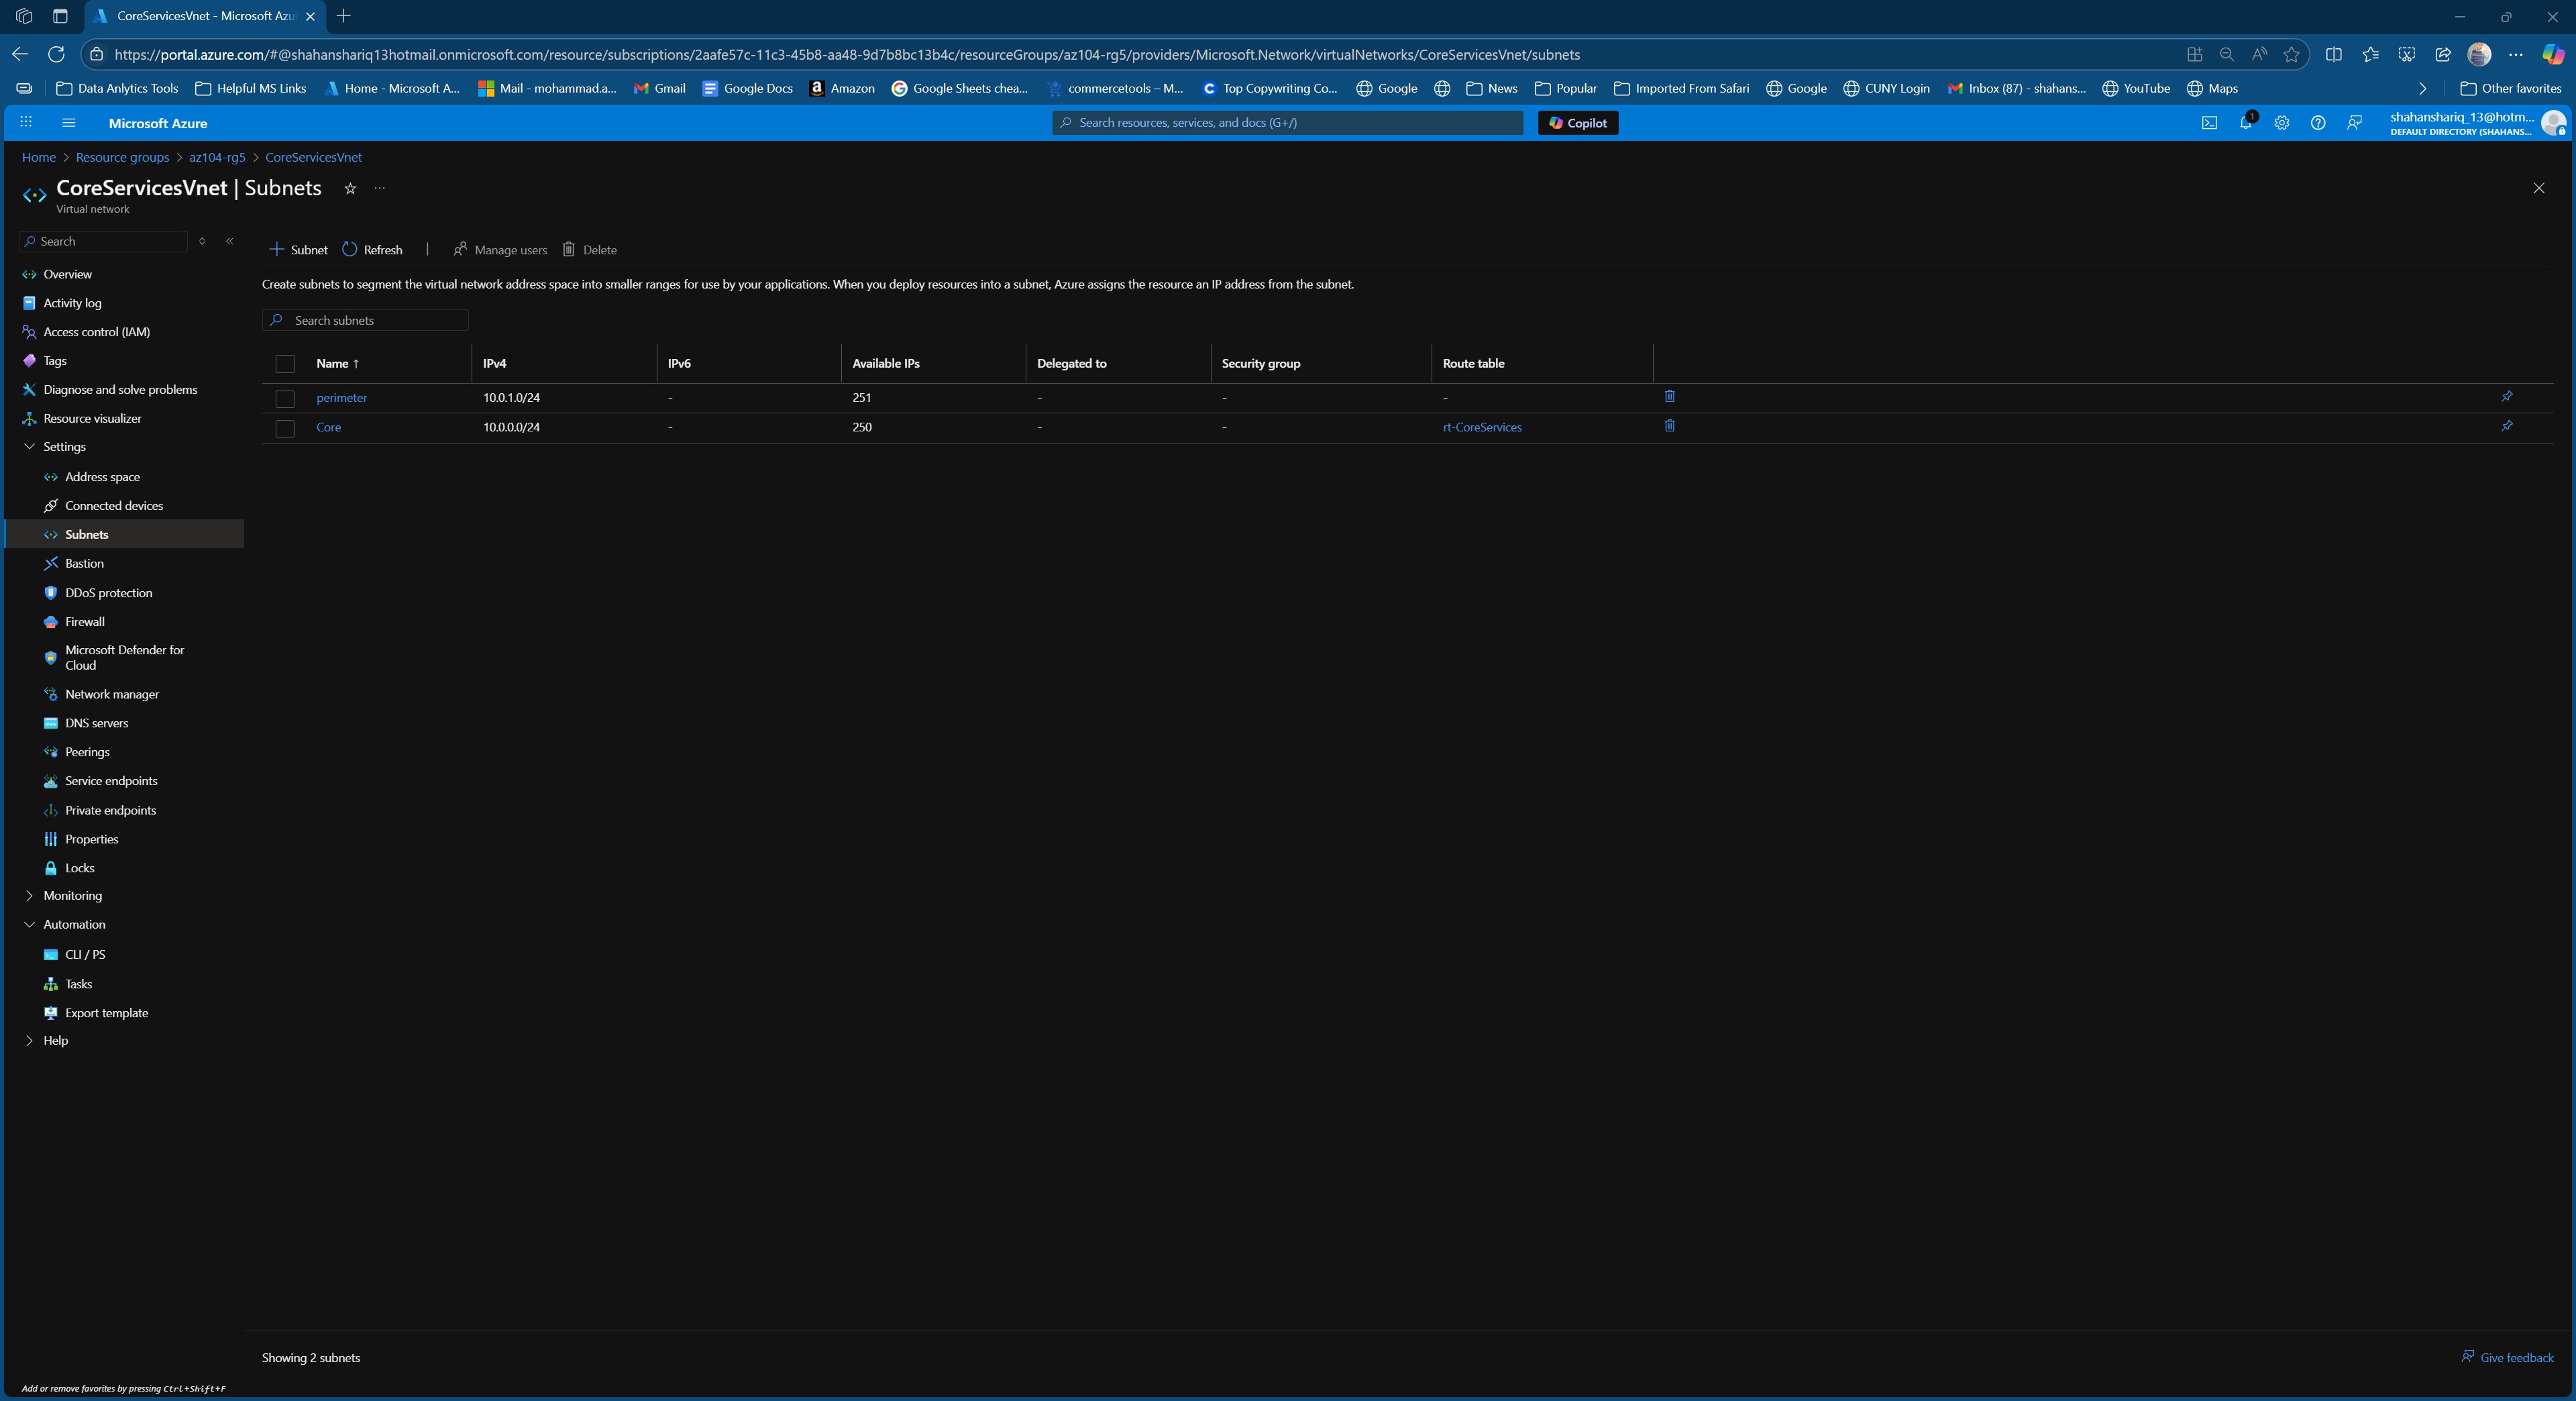 CoreServicesVnet - Microsoft Azu
https://portal.azure.com/#@shahanshariq13hotmail.onmicrosoft.com/resource/subscriptions/2aafe57c-11c3-45b8-aa48-9d7b8bc13b4c/resourceGroups/az104-rg5/providers/Microsoft.Network/virtualNetworks/CoreServicesVnet/subnets
Data Anlytics Tools Helpful MS Links Home - Microsoft A... Mail - mohammad.a... Gmail Google Docs Amazon Google Sheets chea... commercetools – M... Top Copywriting Co... Google News Popular Imported From Safari Google CUNY Login Inbox (87) - shahans... YouTube Maps Other favorites
Microsoft Azure Search resources, services, and docs (G+/) Copilot 1 shahanshariq_13@hotm...
DEFAULT DIRECTORY (SHAHANS...
Home > Resource groups > az104-rg5 > CoreServicesVnet
CoreServicesVnet | Subnets
Virtual network
Search
Overview
Activity log
Access control (IAM)
Tags
Diagnose and solve problems
Resource visualizer
Settings
Address space
Connected devices
Subnets
Bastion
DDoS protection
Firewall
Microsoft Defender for
Cloud
Network manager
DNS servers
Peerings
Service endpoints
Private endpoints
Properties
Locks
Monitoring
Automation
CLI / PS
Tasks
Export template
Help
Subnet Refresh | Manage users Delete
Create subnets to segment the virtual network address space into smaller ranges for use by your applications. When you deploy resources into a subnet, Azure assigns the resource an IP address from the subnet.
Search subnets
Name ↑ IPv4 IPv6 Available IPs Delegated to Security group Route table
perimeter 10.0.1.0/24 - 251 - - -
Core 10.0.0.0/24 - 250 - - rt-CoreServices
Showing 2 subnets Give feedback
Add or remove favorites by pressing Ctrl+Shift+F